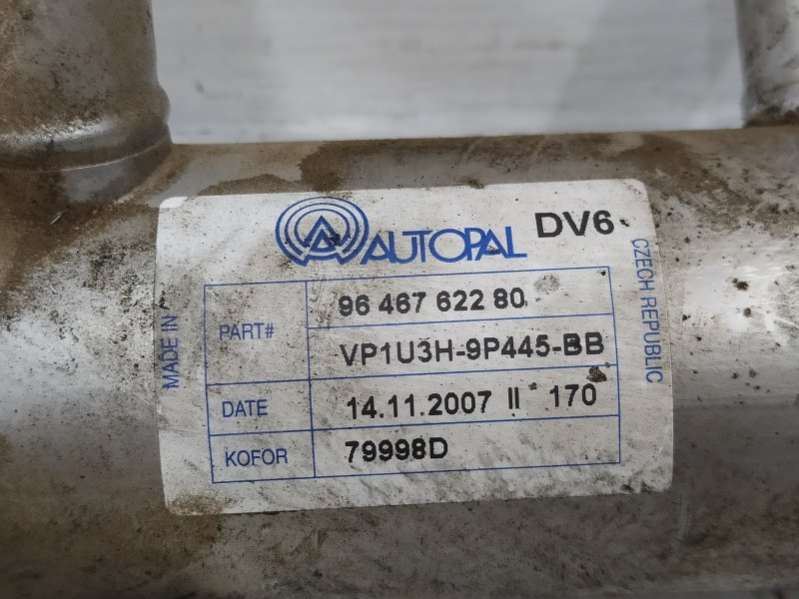 AUTOPAL DV6
MADE IN
CZECH REPUBLIC
PART# 96 467 622 80
VP1U3H-9P445-BB
DATE 14.11.2007 II 170
KOFOR 79998D